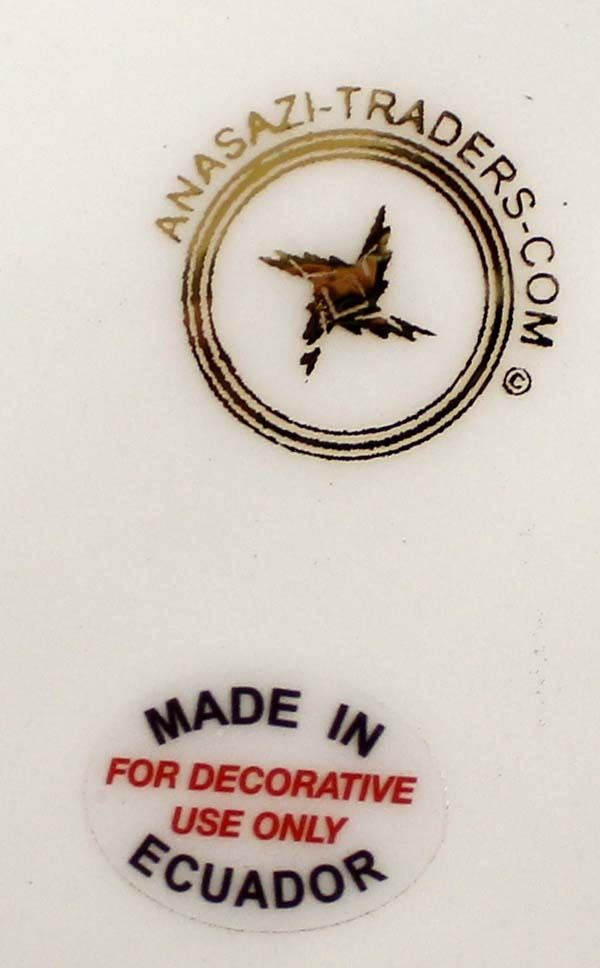 ANASAZI-TRADERS-COM ©
MADE IN
FOR DECORATIVE
USE ONLY
ECUADOR